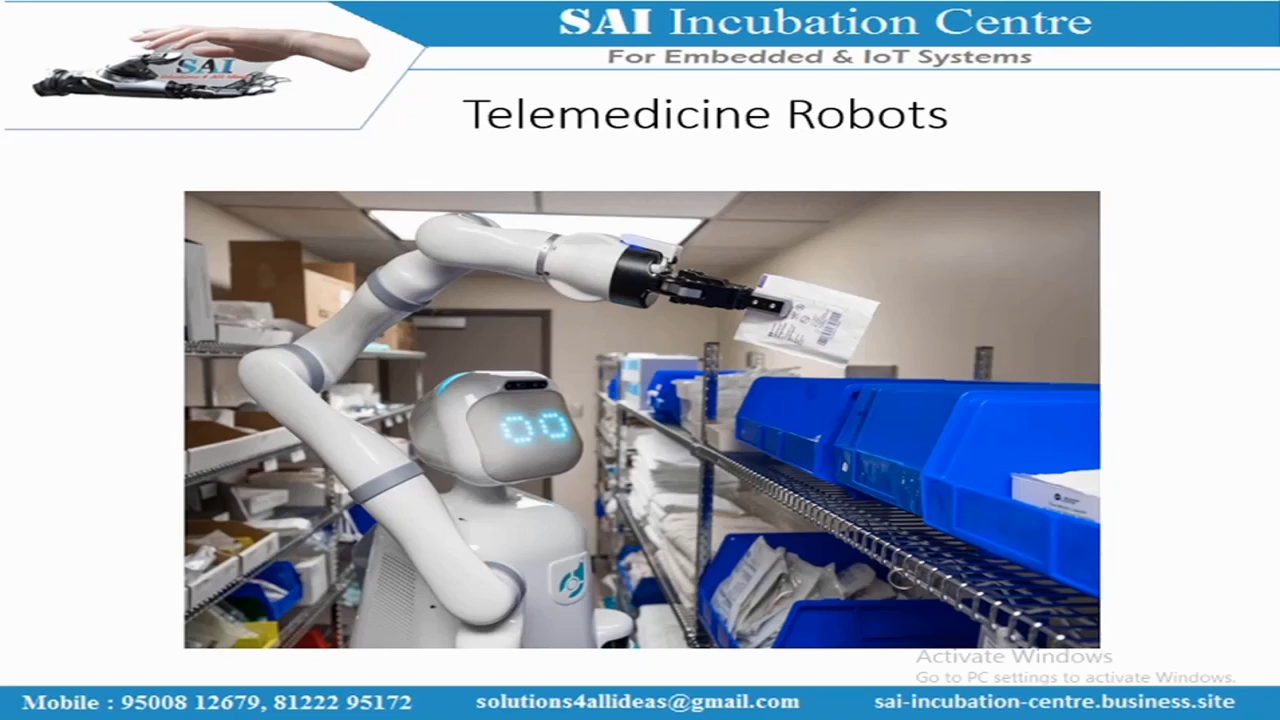 SAI Incubation Centre
For Embedded & IoT Systems
SAI
Telemedicine Robots
Activate Windows
Go to PC settings to activate Windows.
Mobile : 95008 12679, 81222 95172
solutions4allideas@gmail.com
sai-incubation-centre.business.site